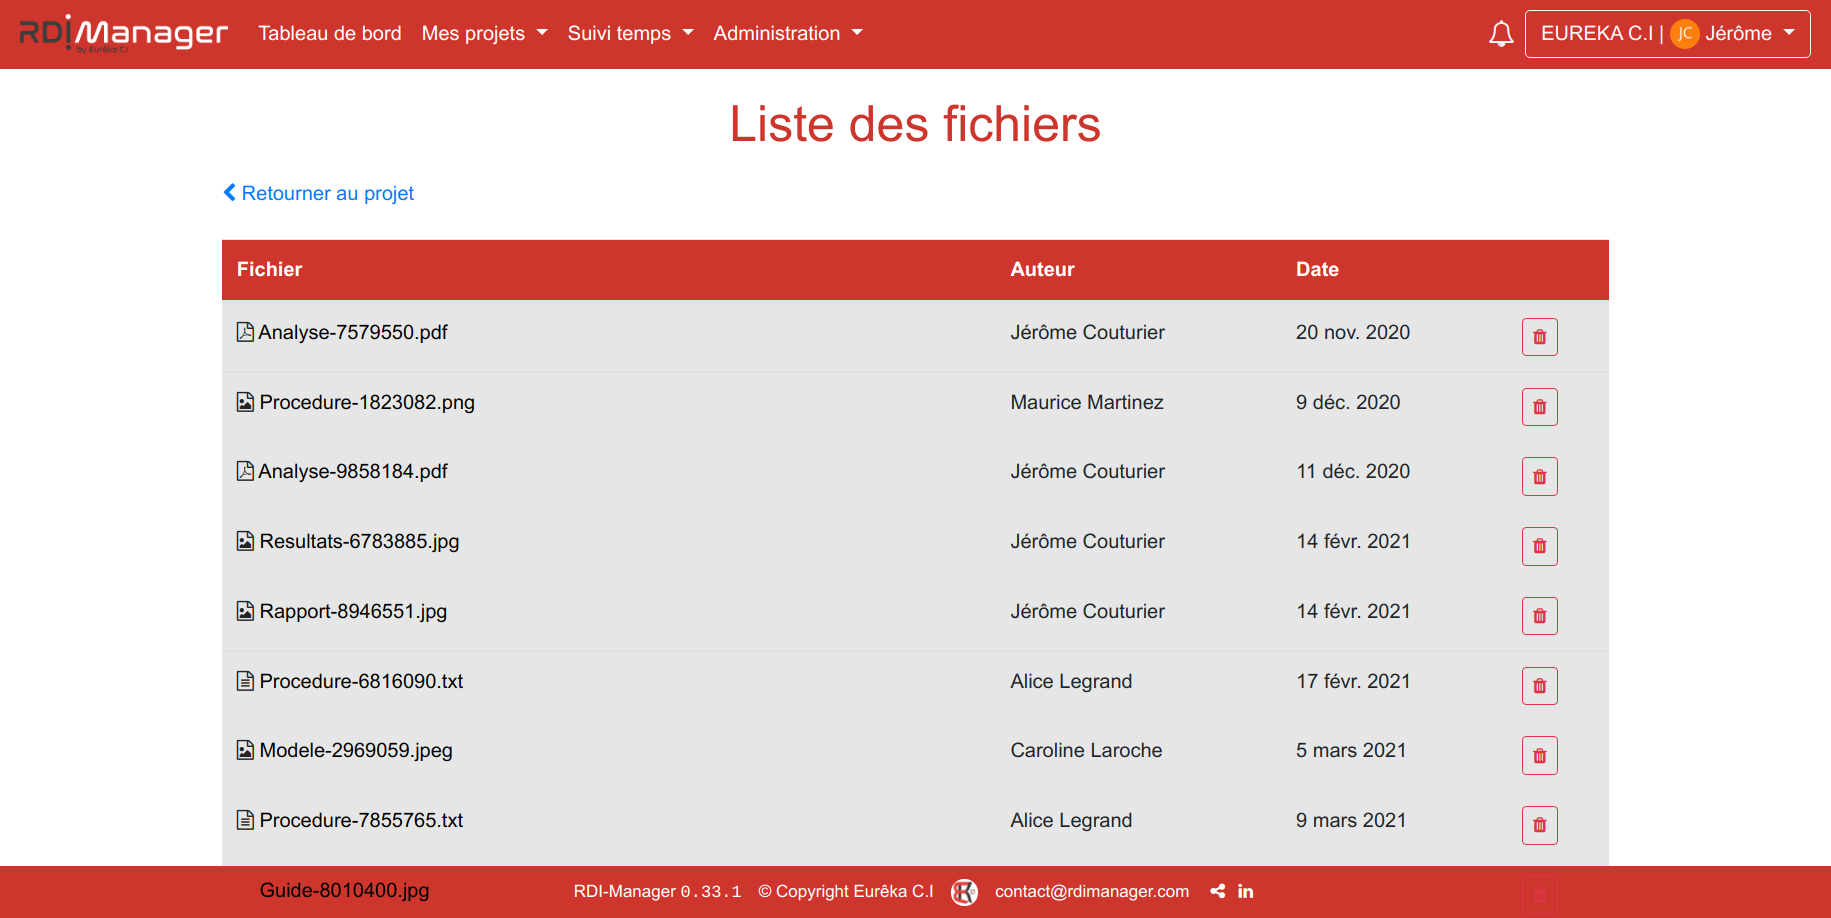 RDiManager
by Eurêka C.I
Tableau de bord Mes projets Suivi temps Administration
EUREKA C.I | JC Jérôme
Liste des fichiers
Retourner au projet
Fichier Auteur Date
Analyse-7579550.pdf Jérôme Couturier 20 nov. 2020
Procedure-1823082.png Maurice Martinez 9 déc. 2020
Analyse-9858184.pdf Jérôme Couturier 11 déc. 2020
Resultats-6783885.jpg Jérôme Couturier 14 févr. 2021
Rapport-8946551.jpg Jérôme Couturier 14 févr. 2021
Procedure-6816090.txt Alice Legrand 17 févr. 2021
Modele-2969059.jpeg Caroline Laroche 5 mars 2021
Procedure-7855765.txt Alice Legrand 9 mars 2021
Guide-8010400.jpg
RDI-Manager 0.33.1 © Copyright Eurêka C.I contact@rdimanager.com